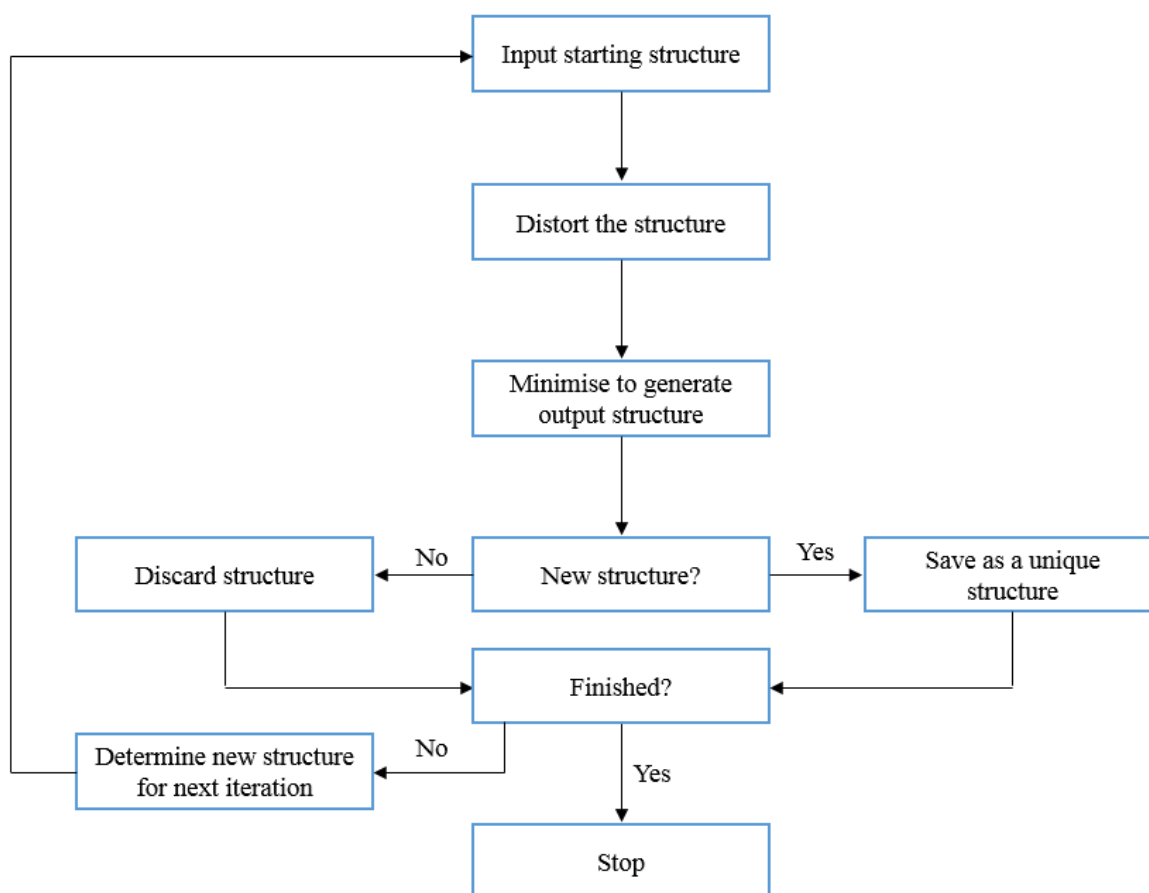 Input starting structure
Distort the structure
Minimise to generate
output structure
No
Yes
Discard structure
New structure?
Save as a unique
structure
Finished?
Determine new structure
for next iteration
No
Yes
Stop